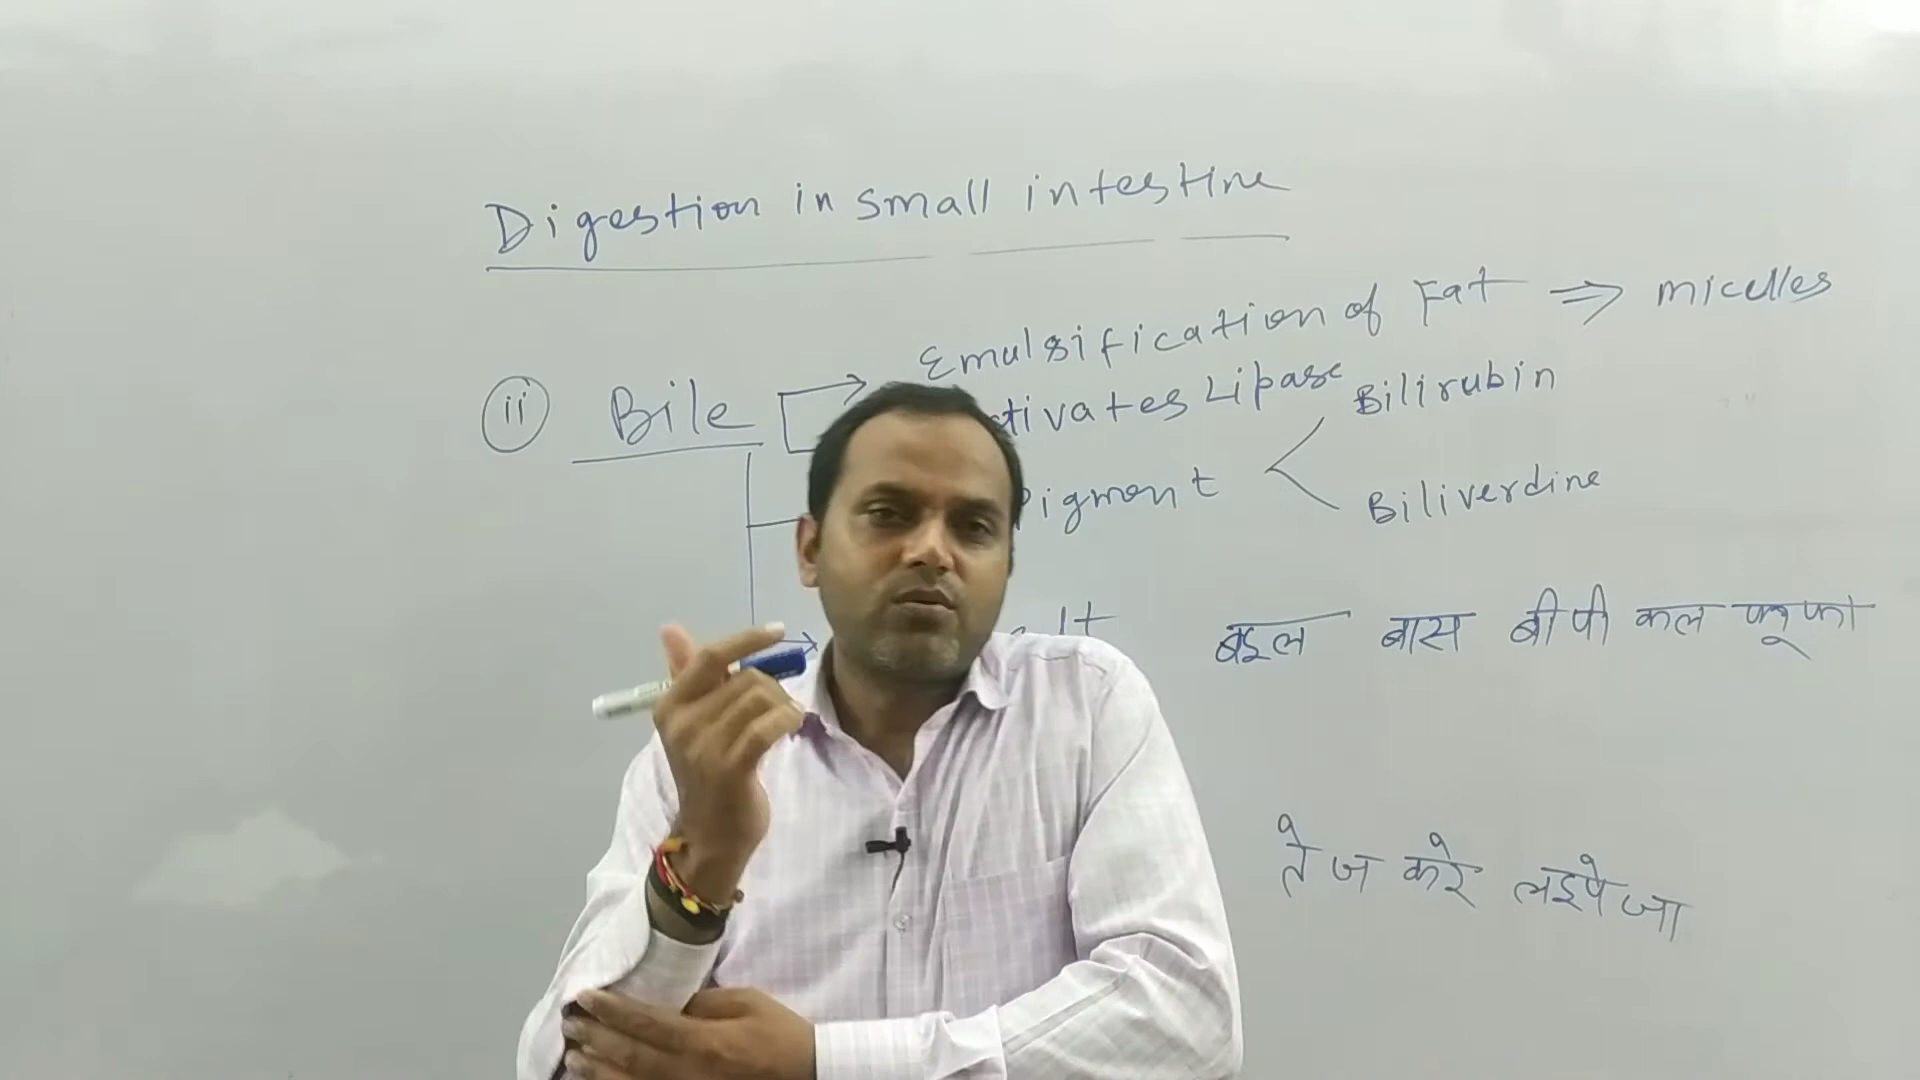 Digestion in small intestine
Emulsification of Fat ⇒ micelles
ii Bile
tivates Lipase
Bilirubin
Pigment
Biliverdine
lt
बइल बास बीपी कल फ्लूफा
तेज करे लइपेजा